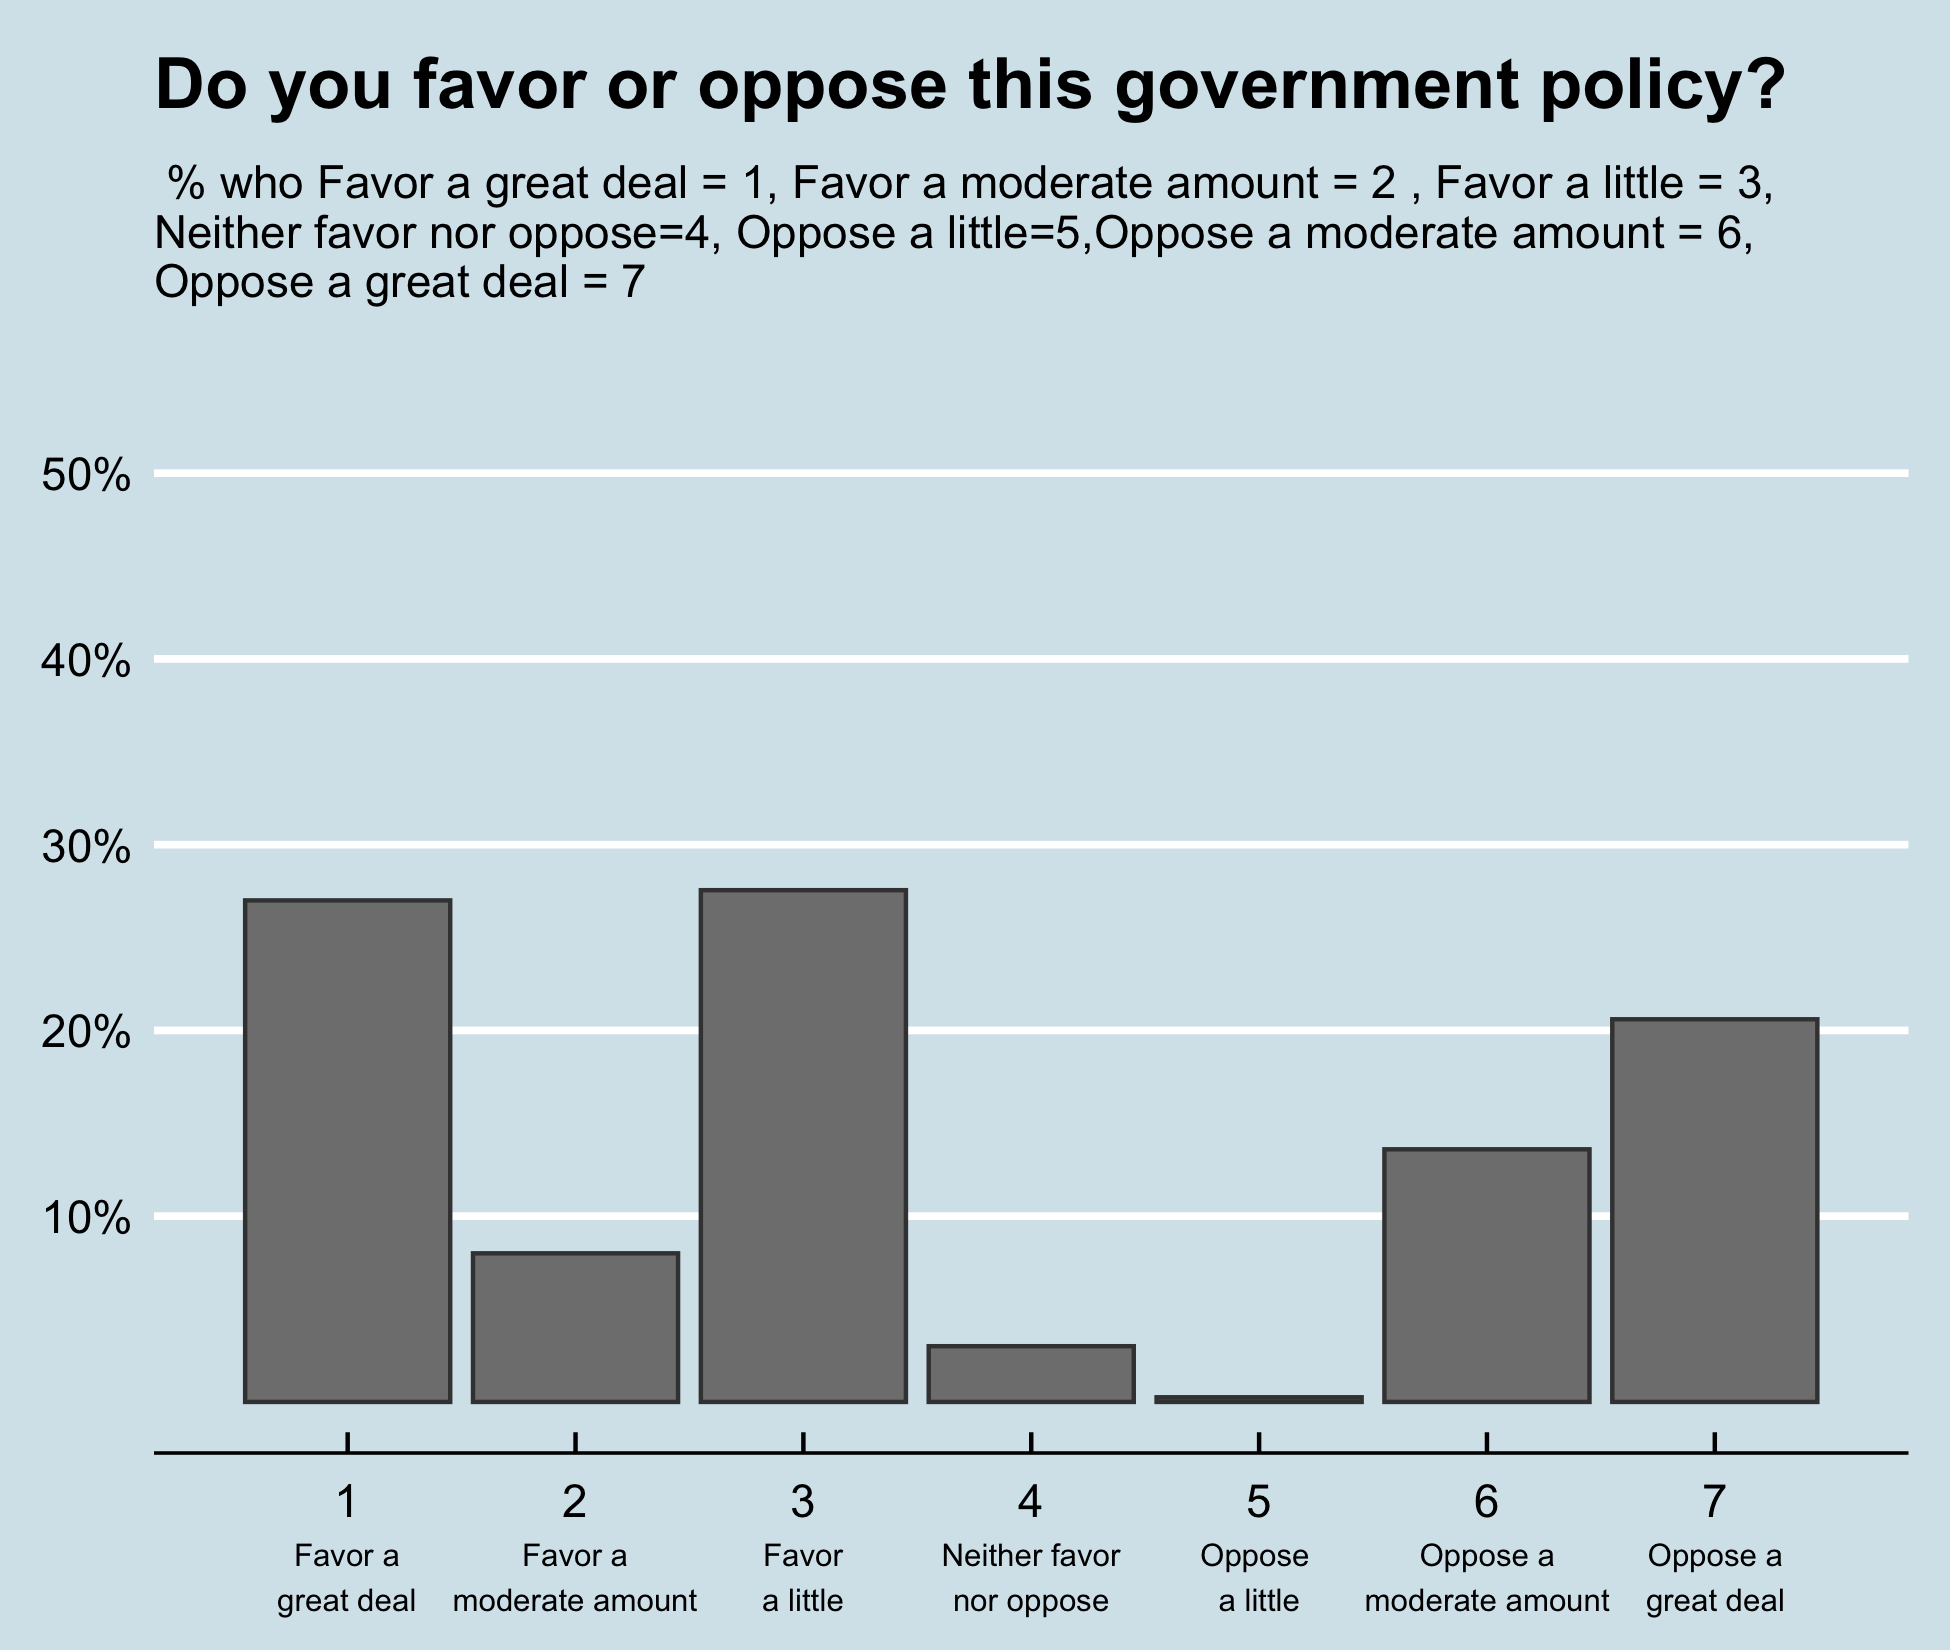 Do you favor or oppose this government policy?
% who Favor a great deal = 1, Favor a moderate amount = 2 , Favor a little = 3,
Neither favor nor oppose=4, Oppose a little=5,Oppose a moderate amount = 6,
Oppose a great deal = 7
50%
40%
30%
20%
10%
1 2 3 4 5 6 7
Favor a Favor a Favor Neither favor Oppose Oppose a Oppose a
great deal moderate amount a little nor oppose a little moderate amount great deal